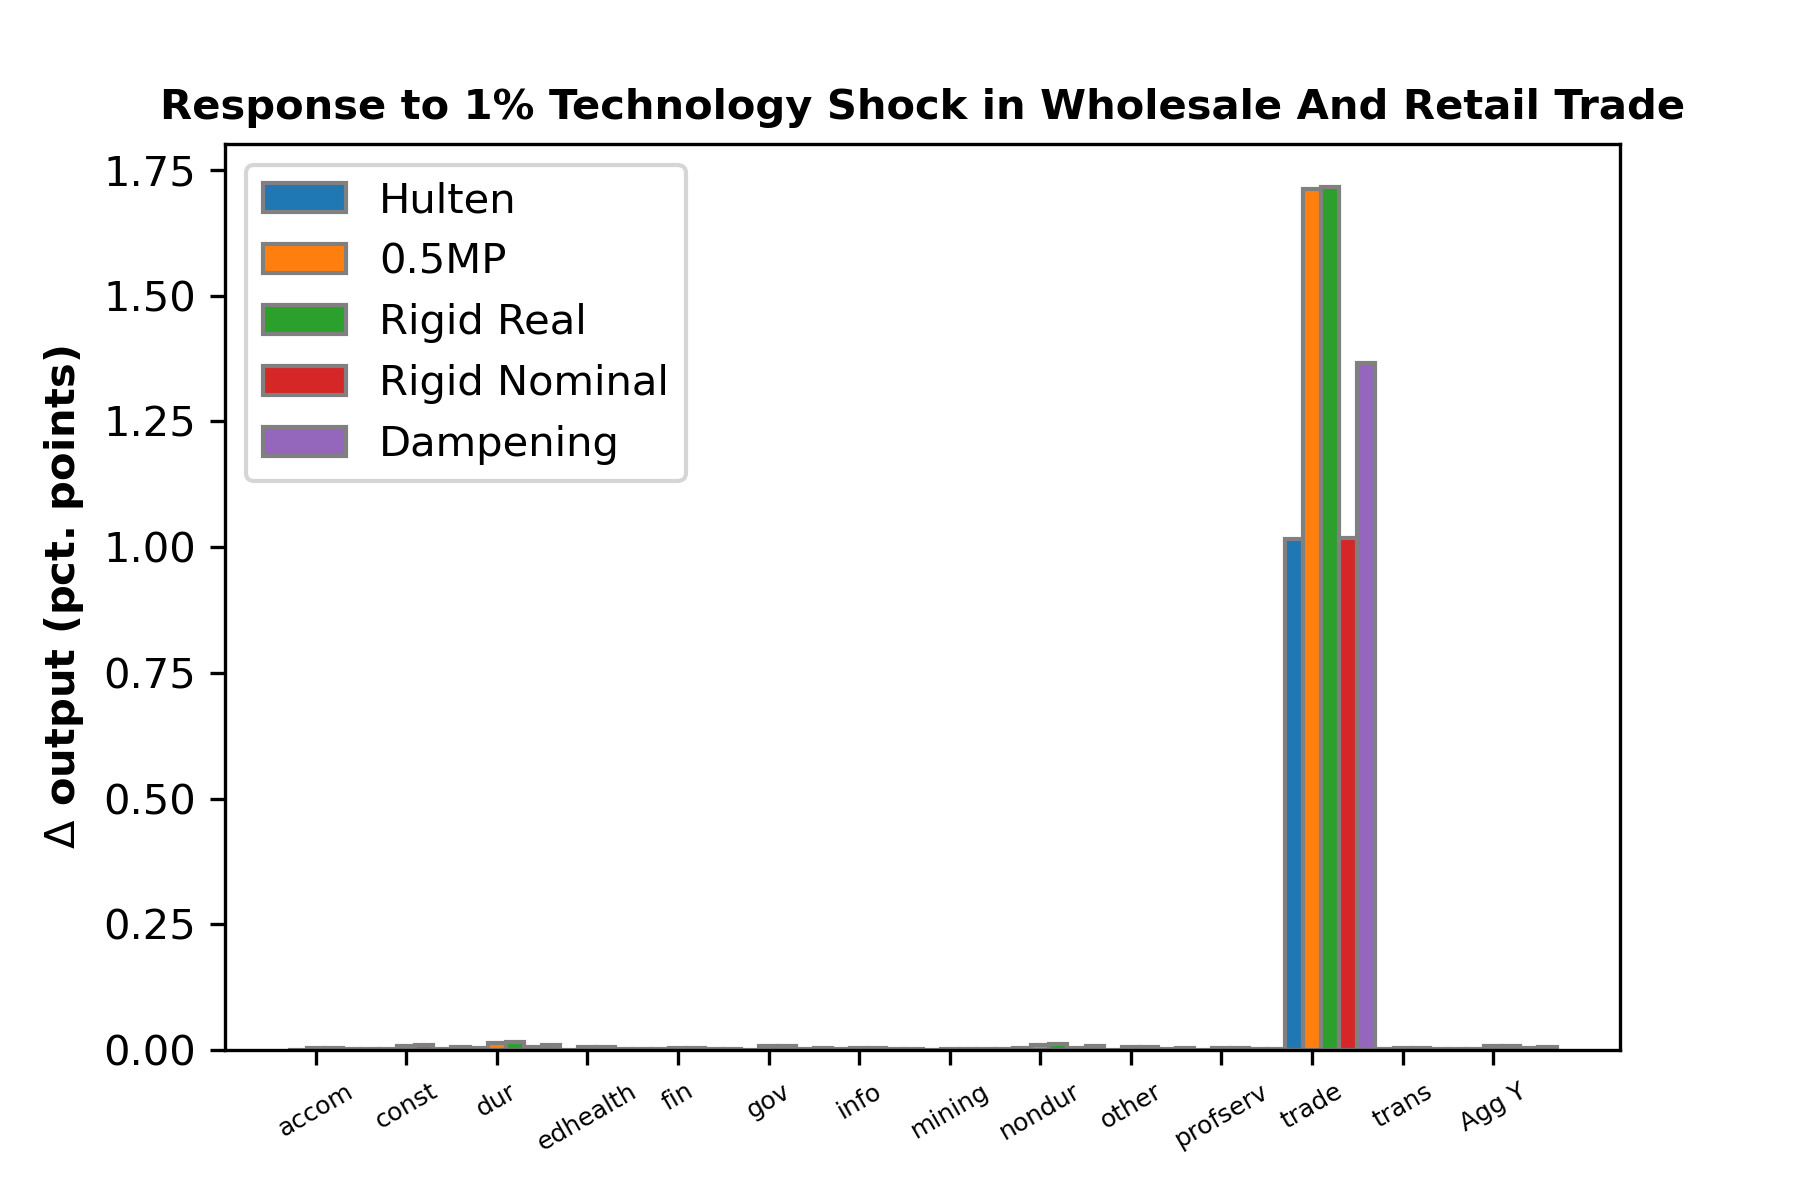 Response to 1% Technology Shock in Wholesale And Retail Trade
Δ output (pct. points)
1.75
1.50
1.25
1.00
0.75
0.50
0.25
0.00
Hulten
0.5MP
Rigid Real
Rigid Nominal
Dampening
accom
const
dur
edhealth
fin
gov
info
mining
nondur
other
profserv
trade
trans
Agg Y